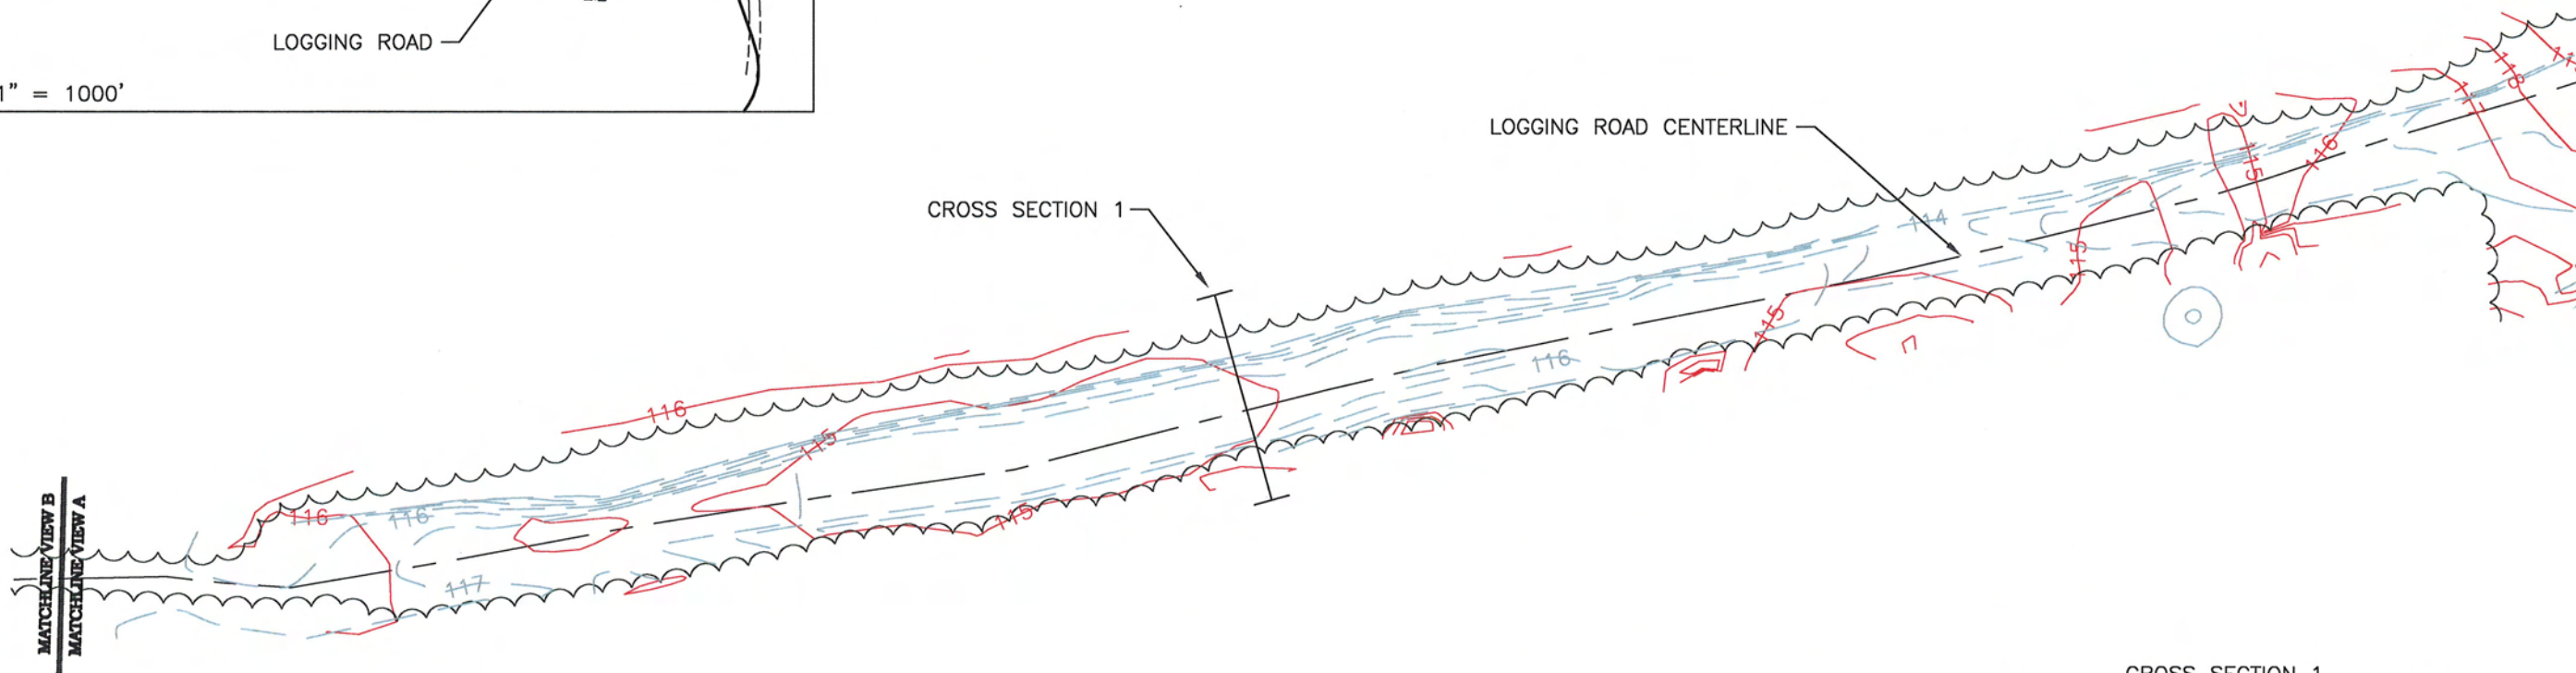 LOGGING ROAD
1" = 1000'
LOGGING ROAD CENTERLINE
CROSS SECTION 1
118
116
115
114
115
115
116
116
115
116
116
115
117
MATCHLINE VIEW B
MATCHLINE VIEW A
CROSS SECTION 1